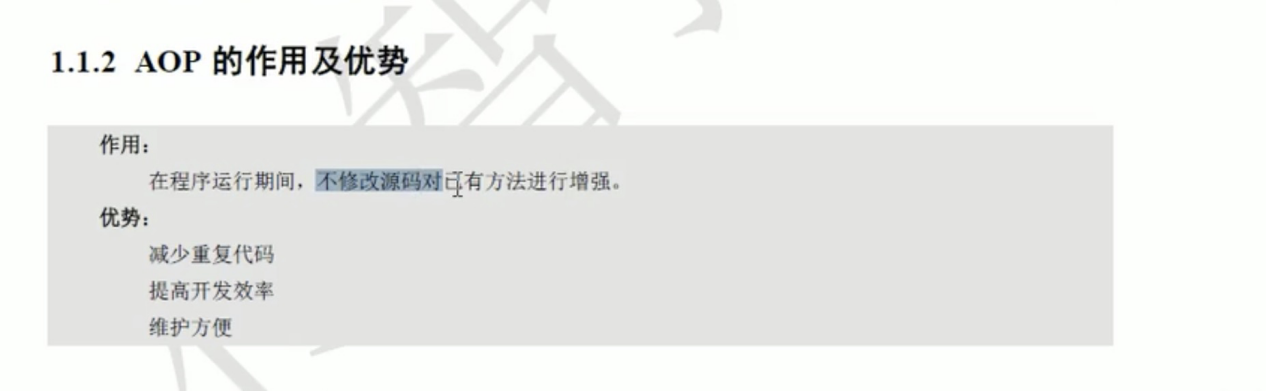 1.1.2 AOP 的作用及优势
作用：
在程序运行期间，不修改源码对已有方法进行增强。
优势：
减少重复代码
提高开发效率
维护方便